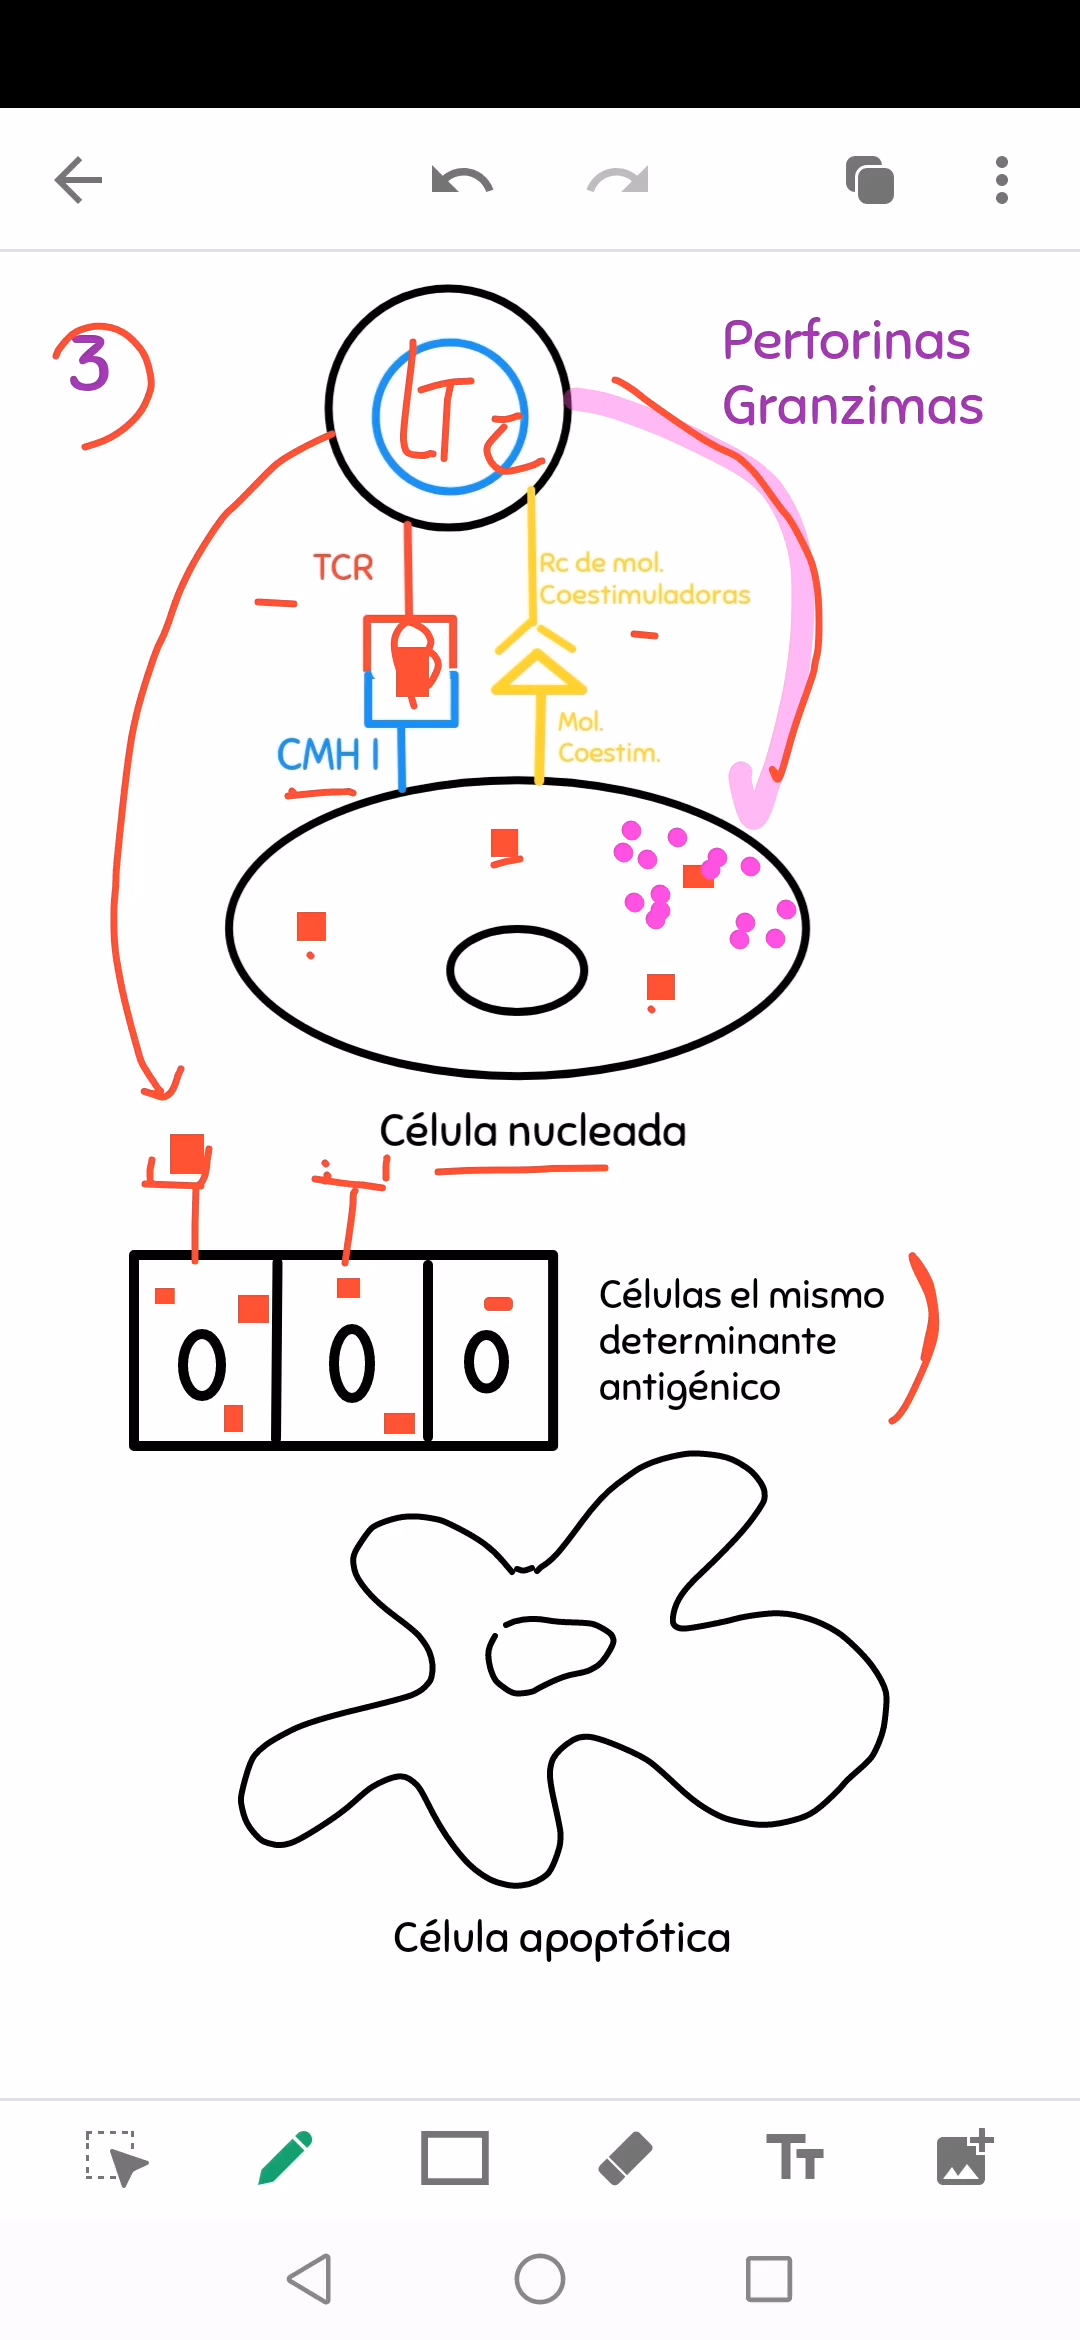 3
Perforinas
Granzimas
LTc
TCR
Rc de mol.
Coestimuladoras
CMH I
Mol.
Coestim.
Célula nucleada
Células el mismo
determinante
antigénico
Célula apoptótica